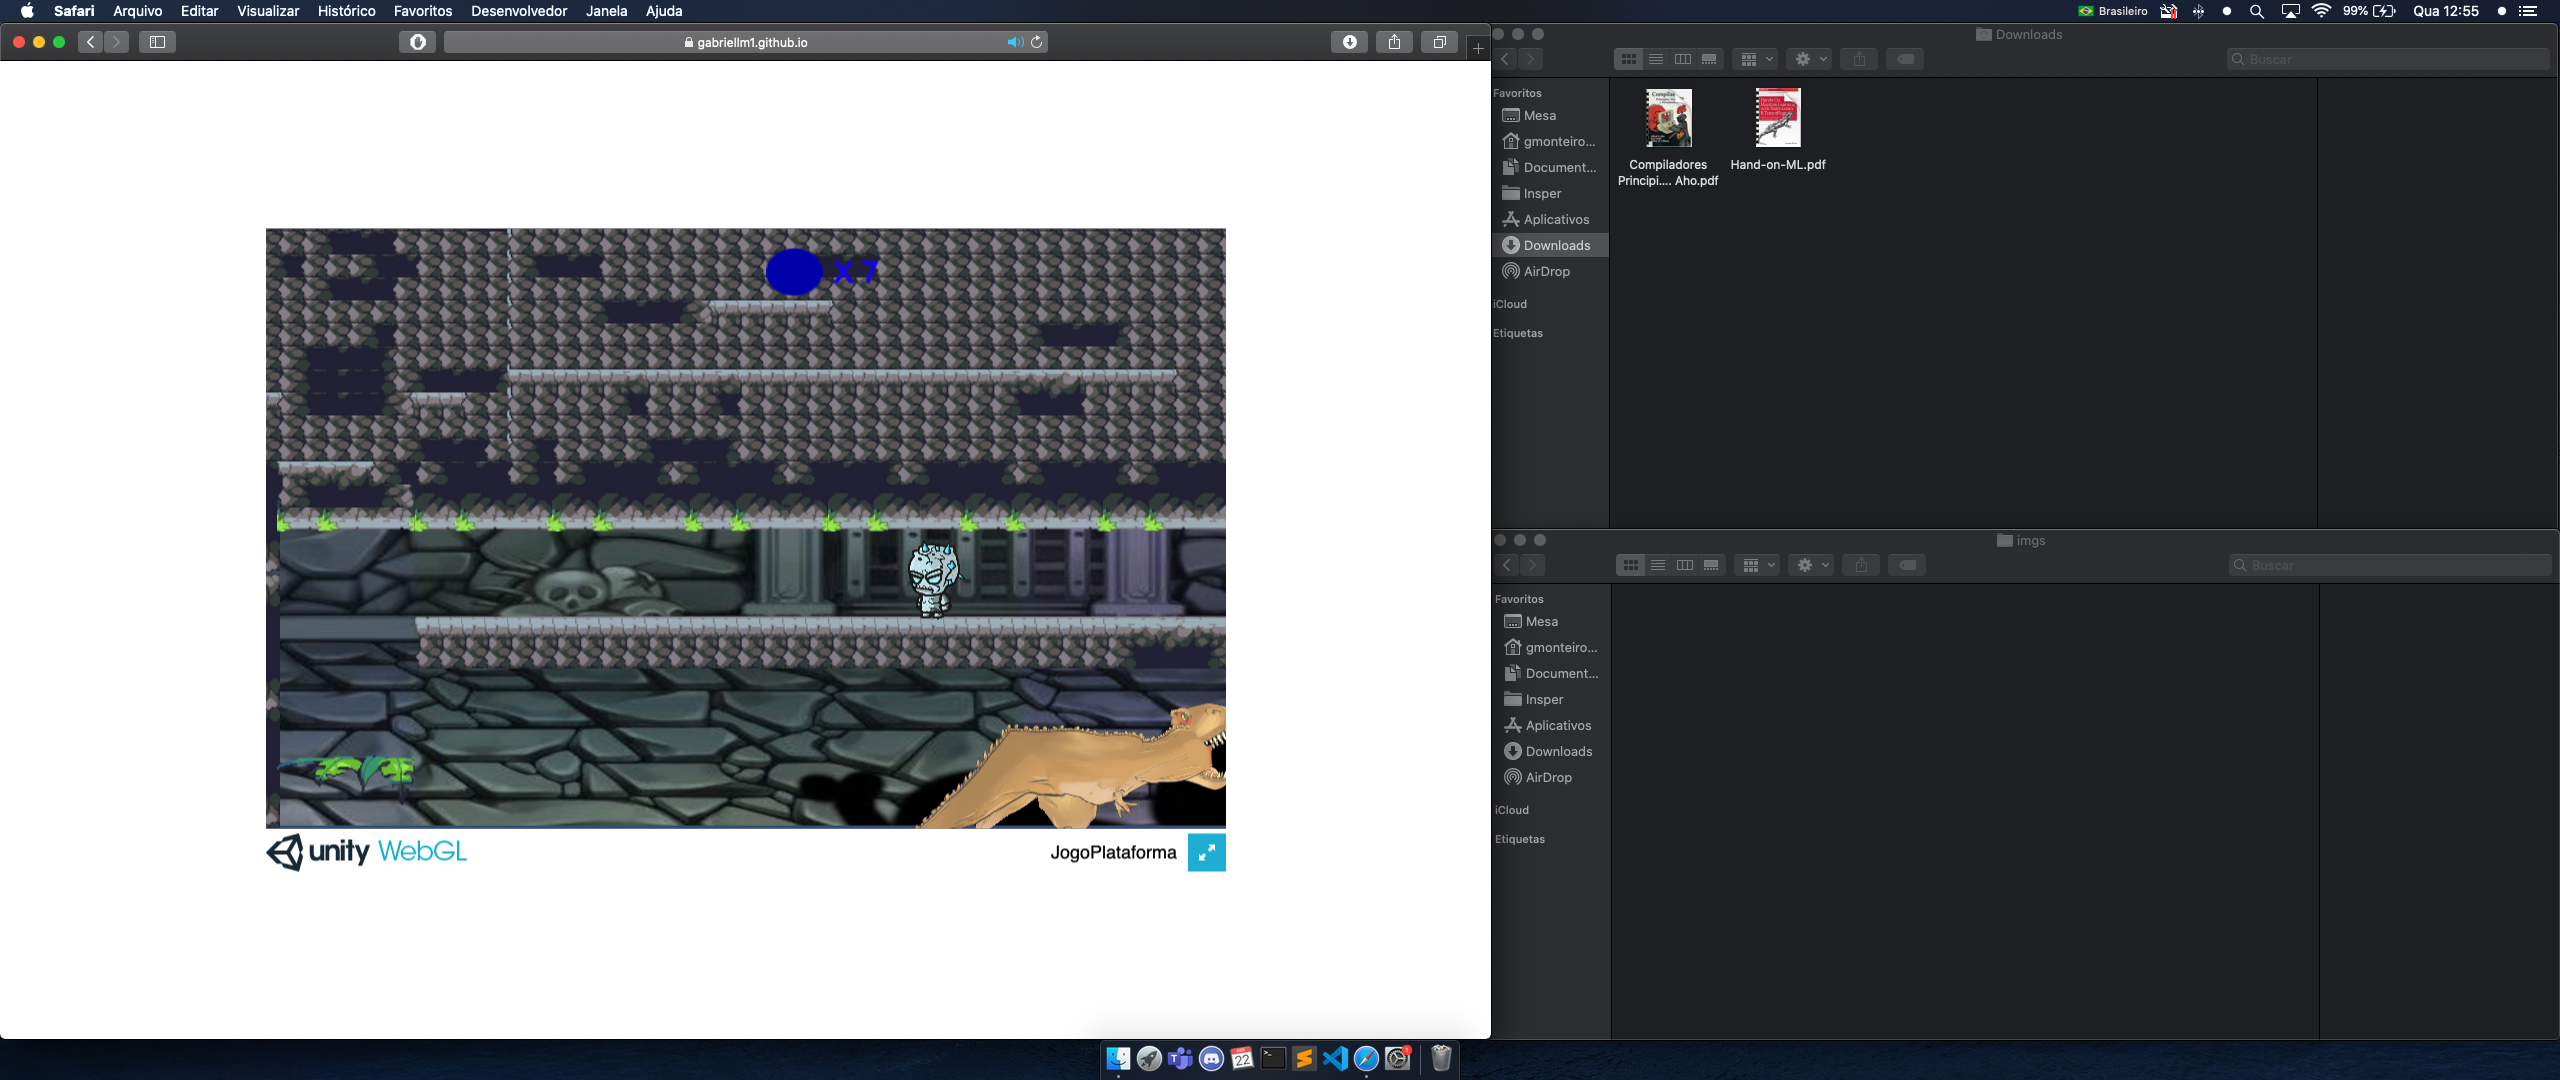 Safari Arquivo Editar Visualizar Histórico Favoritos Desenvolvedor Janela Ajuda
Brasileiro 99% Qua 12:55
gabriellm1.github.io
X 7
unity WebGL
JogoPlataforma
Downloads
Buscar
Favoritos
Mesa
gmonteiro...
Document...
Insper
Aplicativos
Downloads
AirDrop
iCloud
Etiquetas
Compiladores
Principi.... Aho.pdf
Hand-on-ML.pdf
imgs
Buscar
Favoritos
Mesa
gmonteiro...
Document...
Insper
Aplicativos
Downloads
AirDrop
iCloud
Etiquetas
22